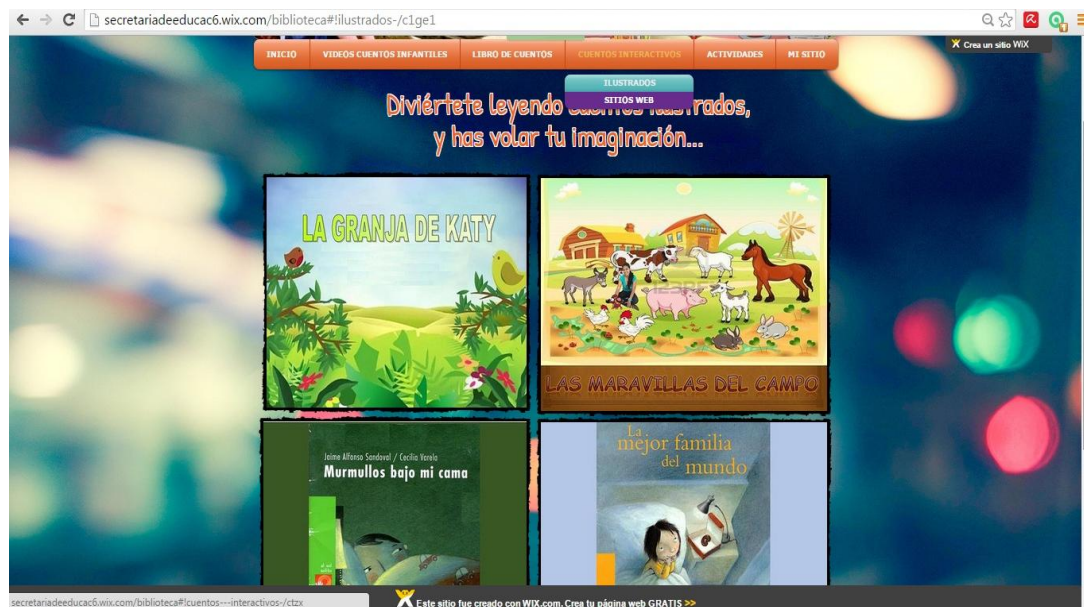 secretariadeeducac6.wix.com/biblioteca#!ilustrados-/c1ge1
INICIO VIDEOS CUENTOS INFANTILES LIBRO DE CUENTOS CUENTOS INTERACTIVOS ACTIVIDADES MI SITIO
X Crea un sitio WiX
ILUSTRADOS
SITIOS WEB
Diviértete leyendo rados,
y has volar tu imaginación...
LA GRANJA DE KATY
LAS MARAVILLAS DEL CAMPO
Jaime Alfonso Sandoval / Cecilia Varela
Murmullos bajo mi cama
La
mejor familia
del mundo
secretariadeeducac6.wix.com/biblioteca#!cuentos---interactivos-/ctzx
Este sitio fue creado con WIX.com. Crea tu página web GRATIS >>